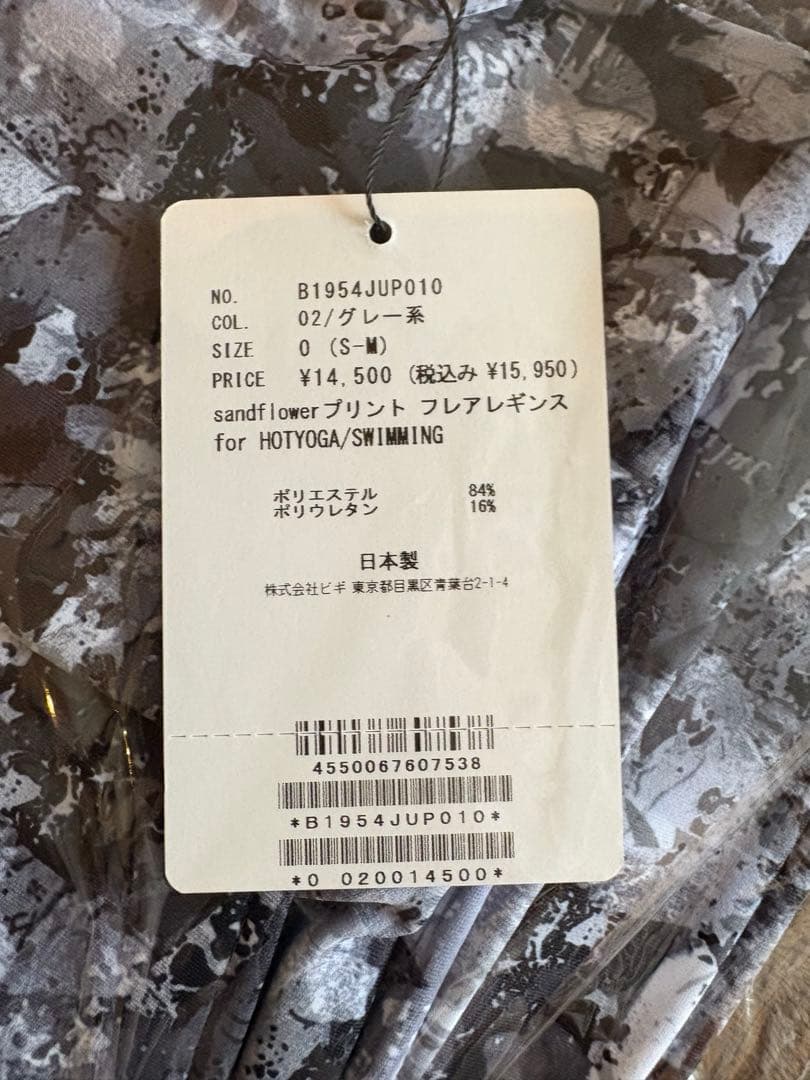 NO. B1954JUP010
COL. 02/グレー系
SIZE 0 (S-M)
PRICE ¥14,500 (税込み ¥15,950)
sandflowerプリント フレアレギンス
for HOTYOGA/SWIMMING
ポリエステル 84%
ポリウレタン 16%
日本製
株式会社ビギ 東京都目黒区青葉台2-1-4
4550067607538
*B1954JUP010*
*0 020014500*